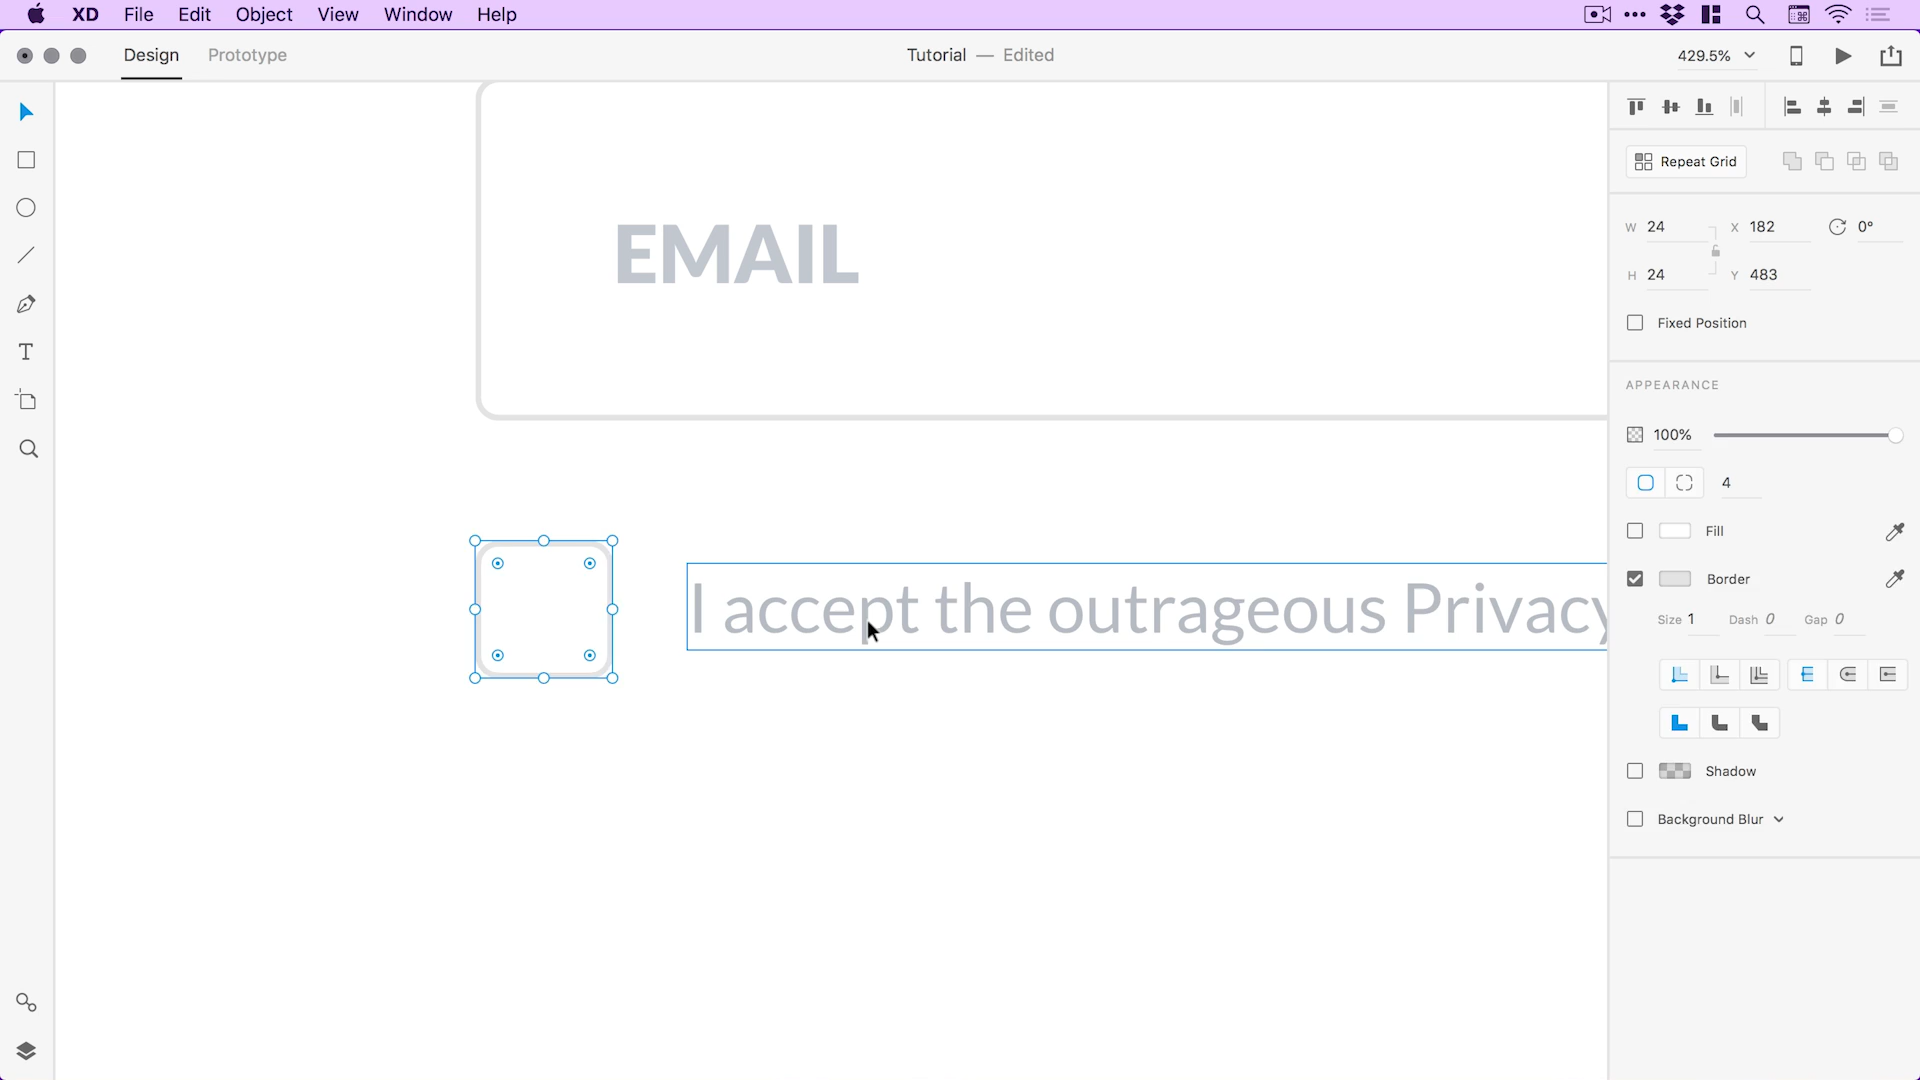 XD File Edit Object View Window Help
Design Prototype Tutorial — Edited 429.5%
Repeat Grid
W 24 X 182 0°
H 24 Y 483
Fixed Position
APPEARANCE
100%
4
Fill
Border
Size 1 Dash 0 Gap 0
Shadow
Background Blur
EMAIL
I accept the outrageous Privacy
T